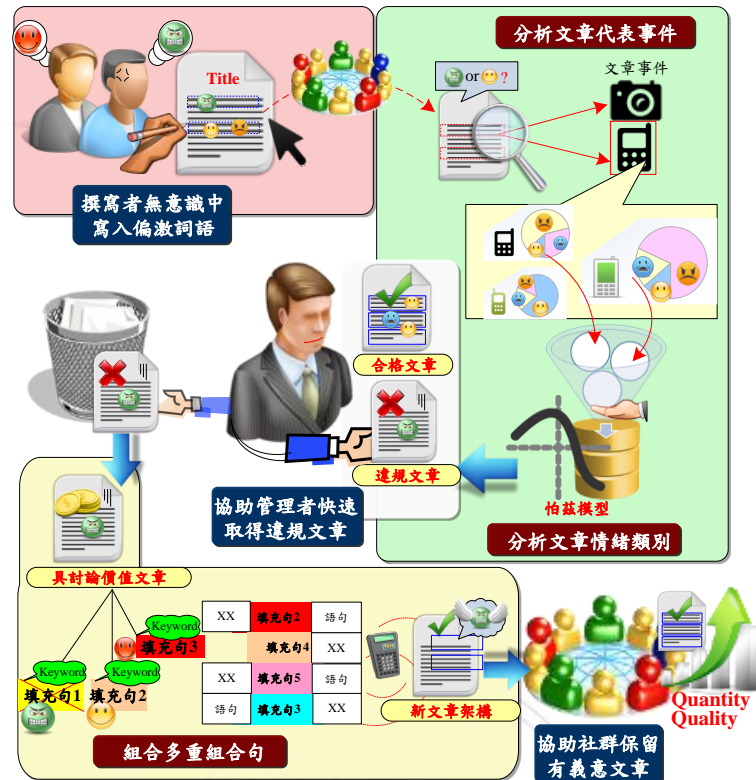 Title
撰寫者無意識中
寫入偏激詞語
分析文章代表事件
or ?
文章事件
怕茲模型
分析文章情緒類別
合格文章
違規文章
協助管理者快速
取得違規文章
具討論價值文章
Keyword
填充句3
Keyword
填充句1
Keyword
填充句2
XX 填充句2 語句
填充句4 XX
XX 填充句5 語句
語句 填充句3 XX
新文章架構
組合多重組合句
Quantity
Quality
協助社群保留
有義意文章